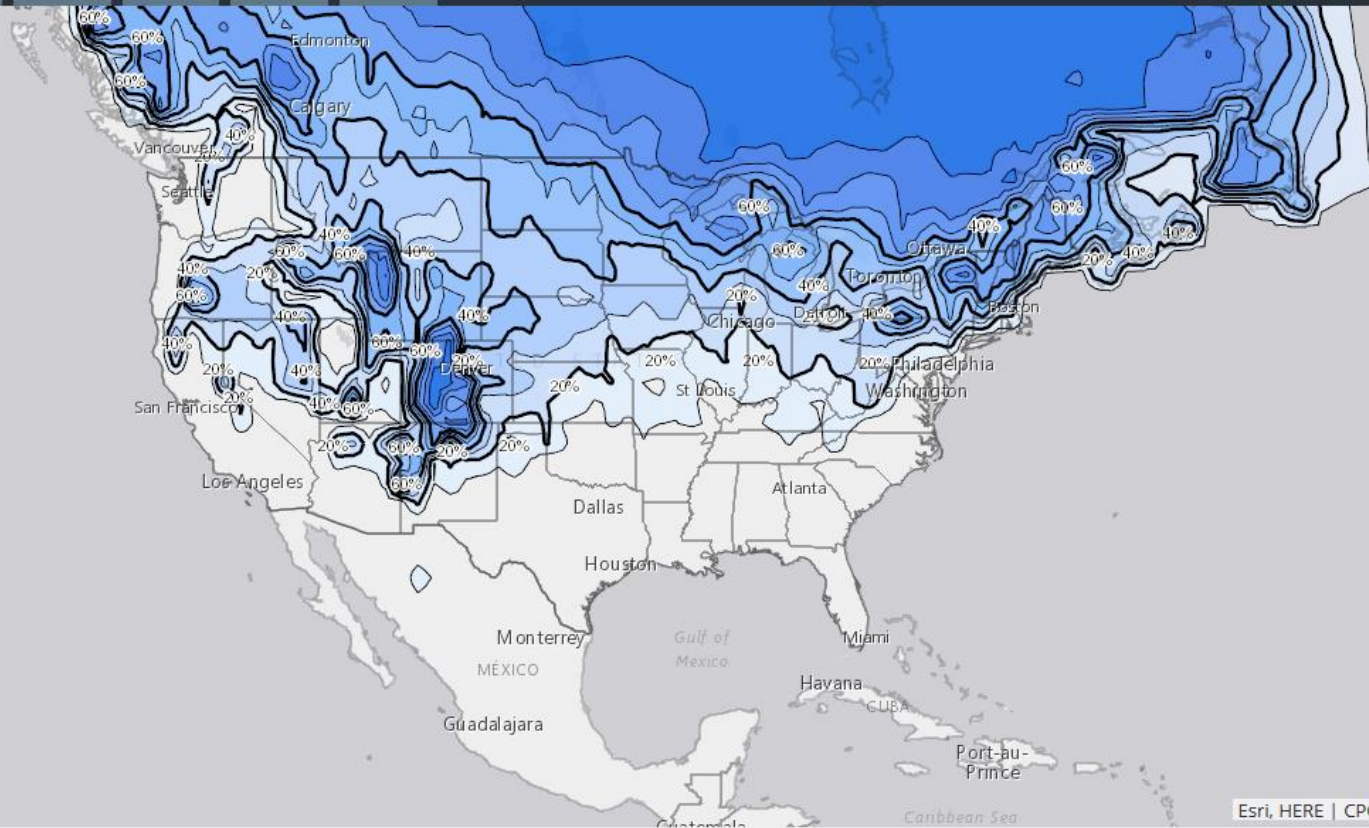 60%
60%
Edmonton
60%
Calgary
40%
Vancouver
20%
Seattle
60%
60%
60%
40%
40%
Ottawa
40%
60%
60%
40%
60%
20%
40%
40%
40%
20%
Toronto
60%
40%
20%
40%
40%
Chicago
Detroit
40%
Boston
40%
60%
60%
20%
Denver
20%
40%
20%
20%
20%
Philadelphia
20%
St Louis
Washington
San Francisco
20%
40%
60%
20%
60%
20%
20%
Los Angeles
60%
Atlanta
Dallas
Houston
Monterrey
Gulf of
Mexico
Miami
MÉXICO
Havana
CUBA
Guadalajara
Port-au-
Prince
Esri, HERE | CP
Caribbean Sea
Guatemala